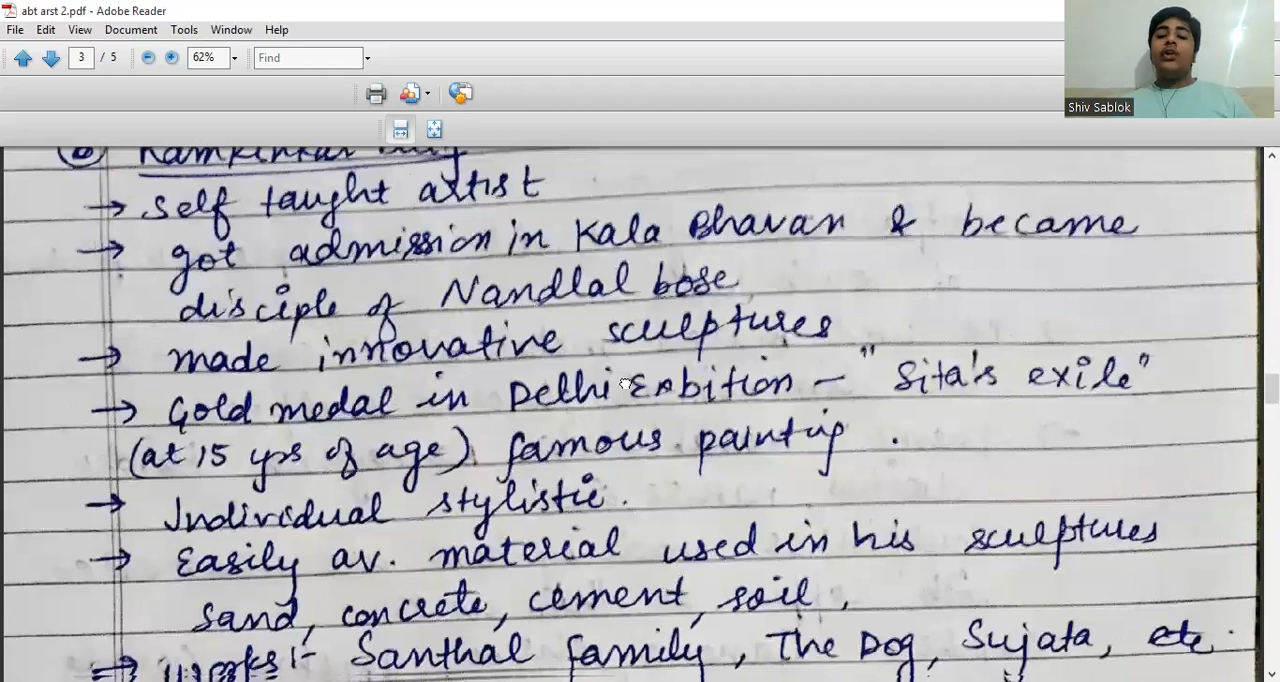 abt arst 2.pdf - Adobe Reader
File Edit View Document Tools Window Help
3 / 5 62% Find
Shiv Sablok
→ self taught artist
→ got admission in Kala Bhavan & became
disciple of Nandlal bose
→ made innovative sculptures
→ Gold medal in Delhi Exbition - "Sita's exile"
(at 15 yrs of age) famous painting.
→ Individual stylistic.
→ Easily av. material used in his sculptures
sand, concrete, cement, soil,
→ works :- Santhal family, The Dog, Sujata, etc.